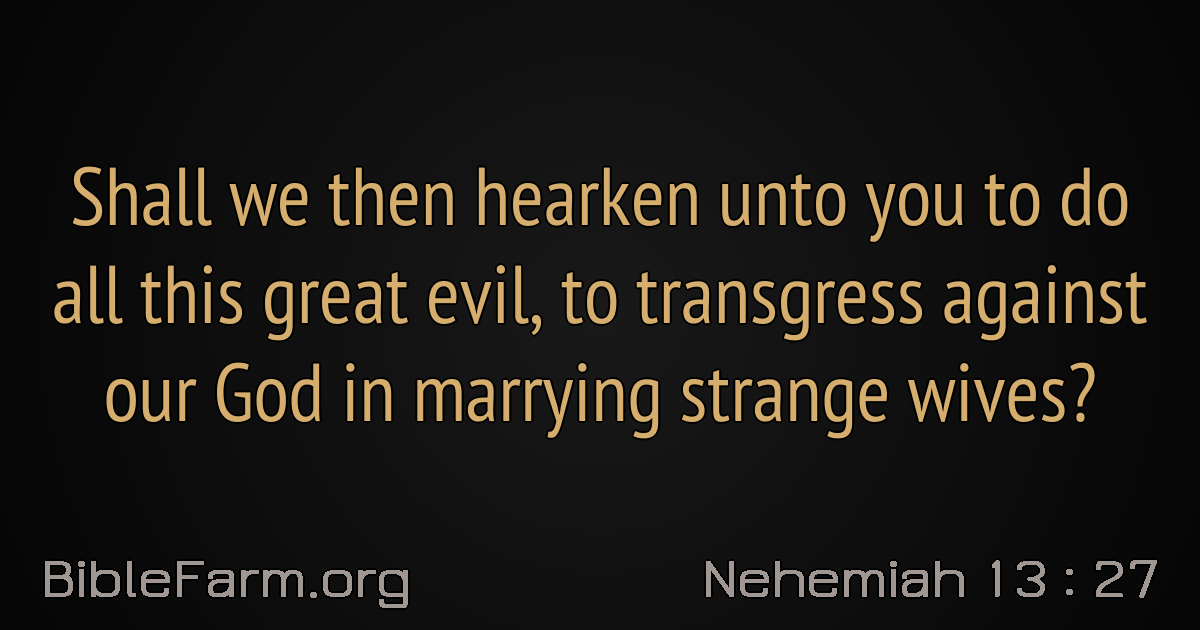 Shall we then hearken unto you to do
all this great evil, to transgress against
our God in marrying strange wives?
BibleFarm.org
Nehemiah 13 : 27